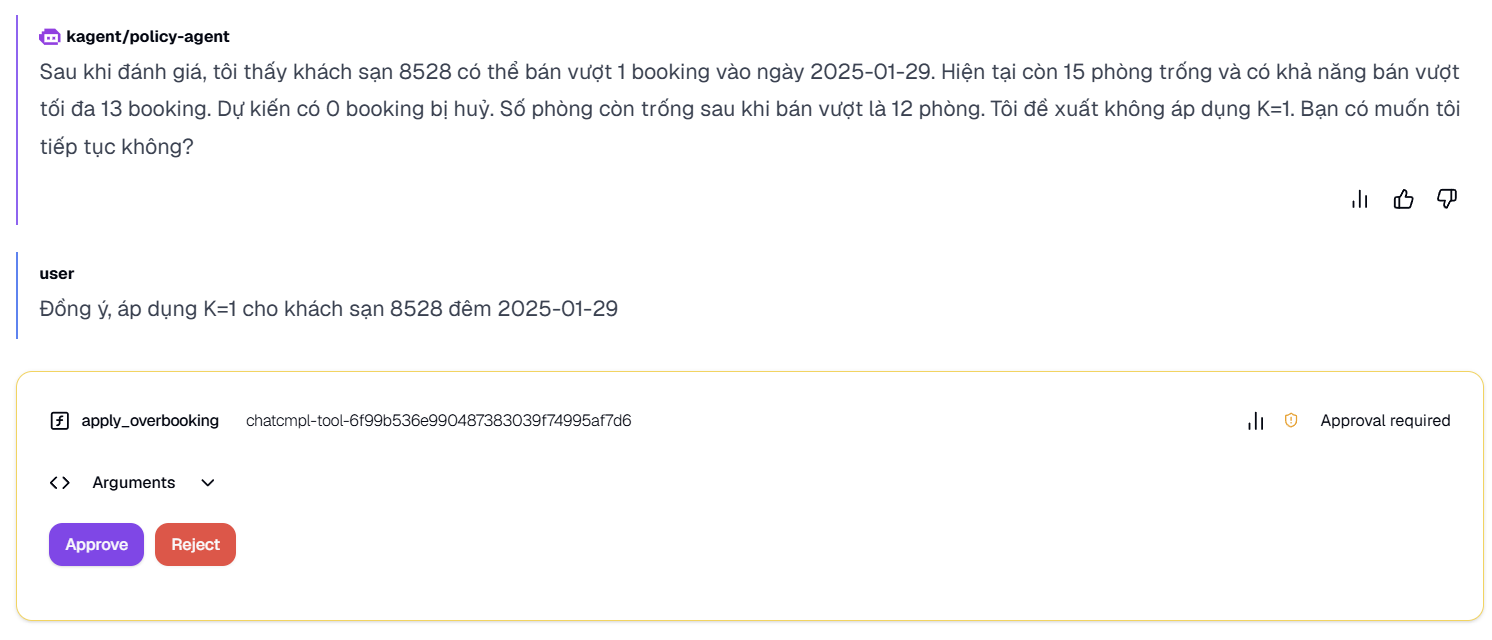 kagent/policy-agent
Sau khi đánh giá, tôi thấy khách sạn 8528 có thể bán vượt 1 booking vào ngày 2025-01-29. Hiện tại còn 15 phòng trống và có khả năng bán vượt
tối đa 13 booking. Dự kiến có 0 booking bị huỷ. Số phòng còn trống sau khi bán vượt là 12 phòng. Tôi đề xuất không áp dụng K=1. Bạn có muốn tôi
tiếp tục không?
user
Đồng ý, áp dụng K=1 cho khách sạn 8528 đêm 2025-01-29
apply_overbooking chatcmpl-tool-6f99b536e990487383039f74995af7d6 Approval required
Arguments
Approve Reject